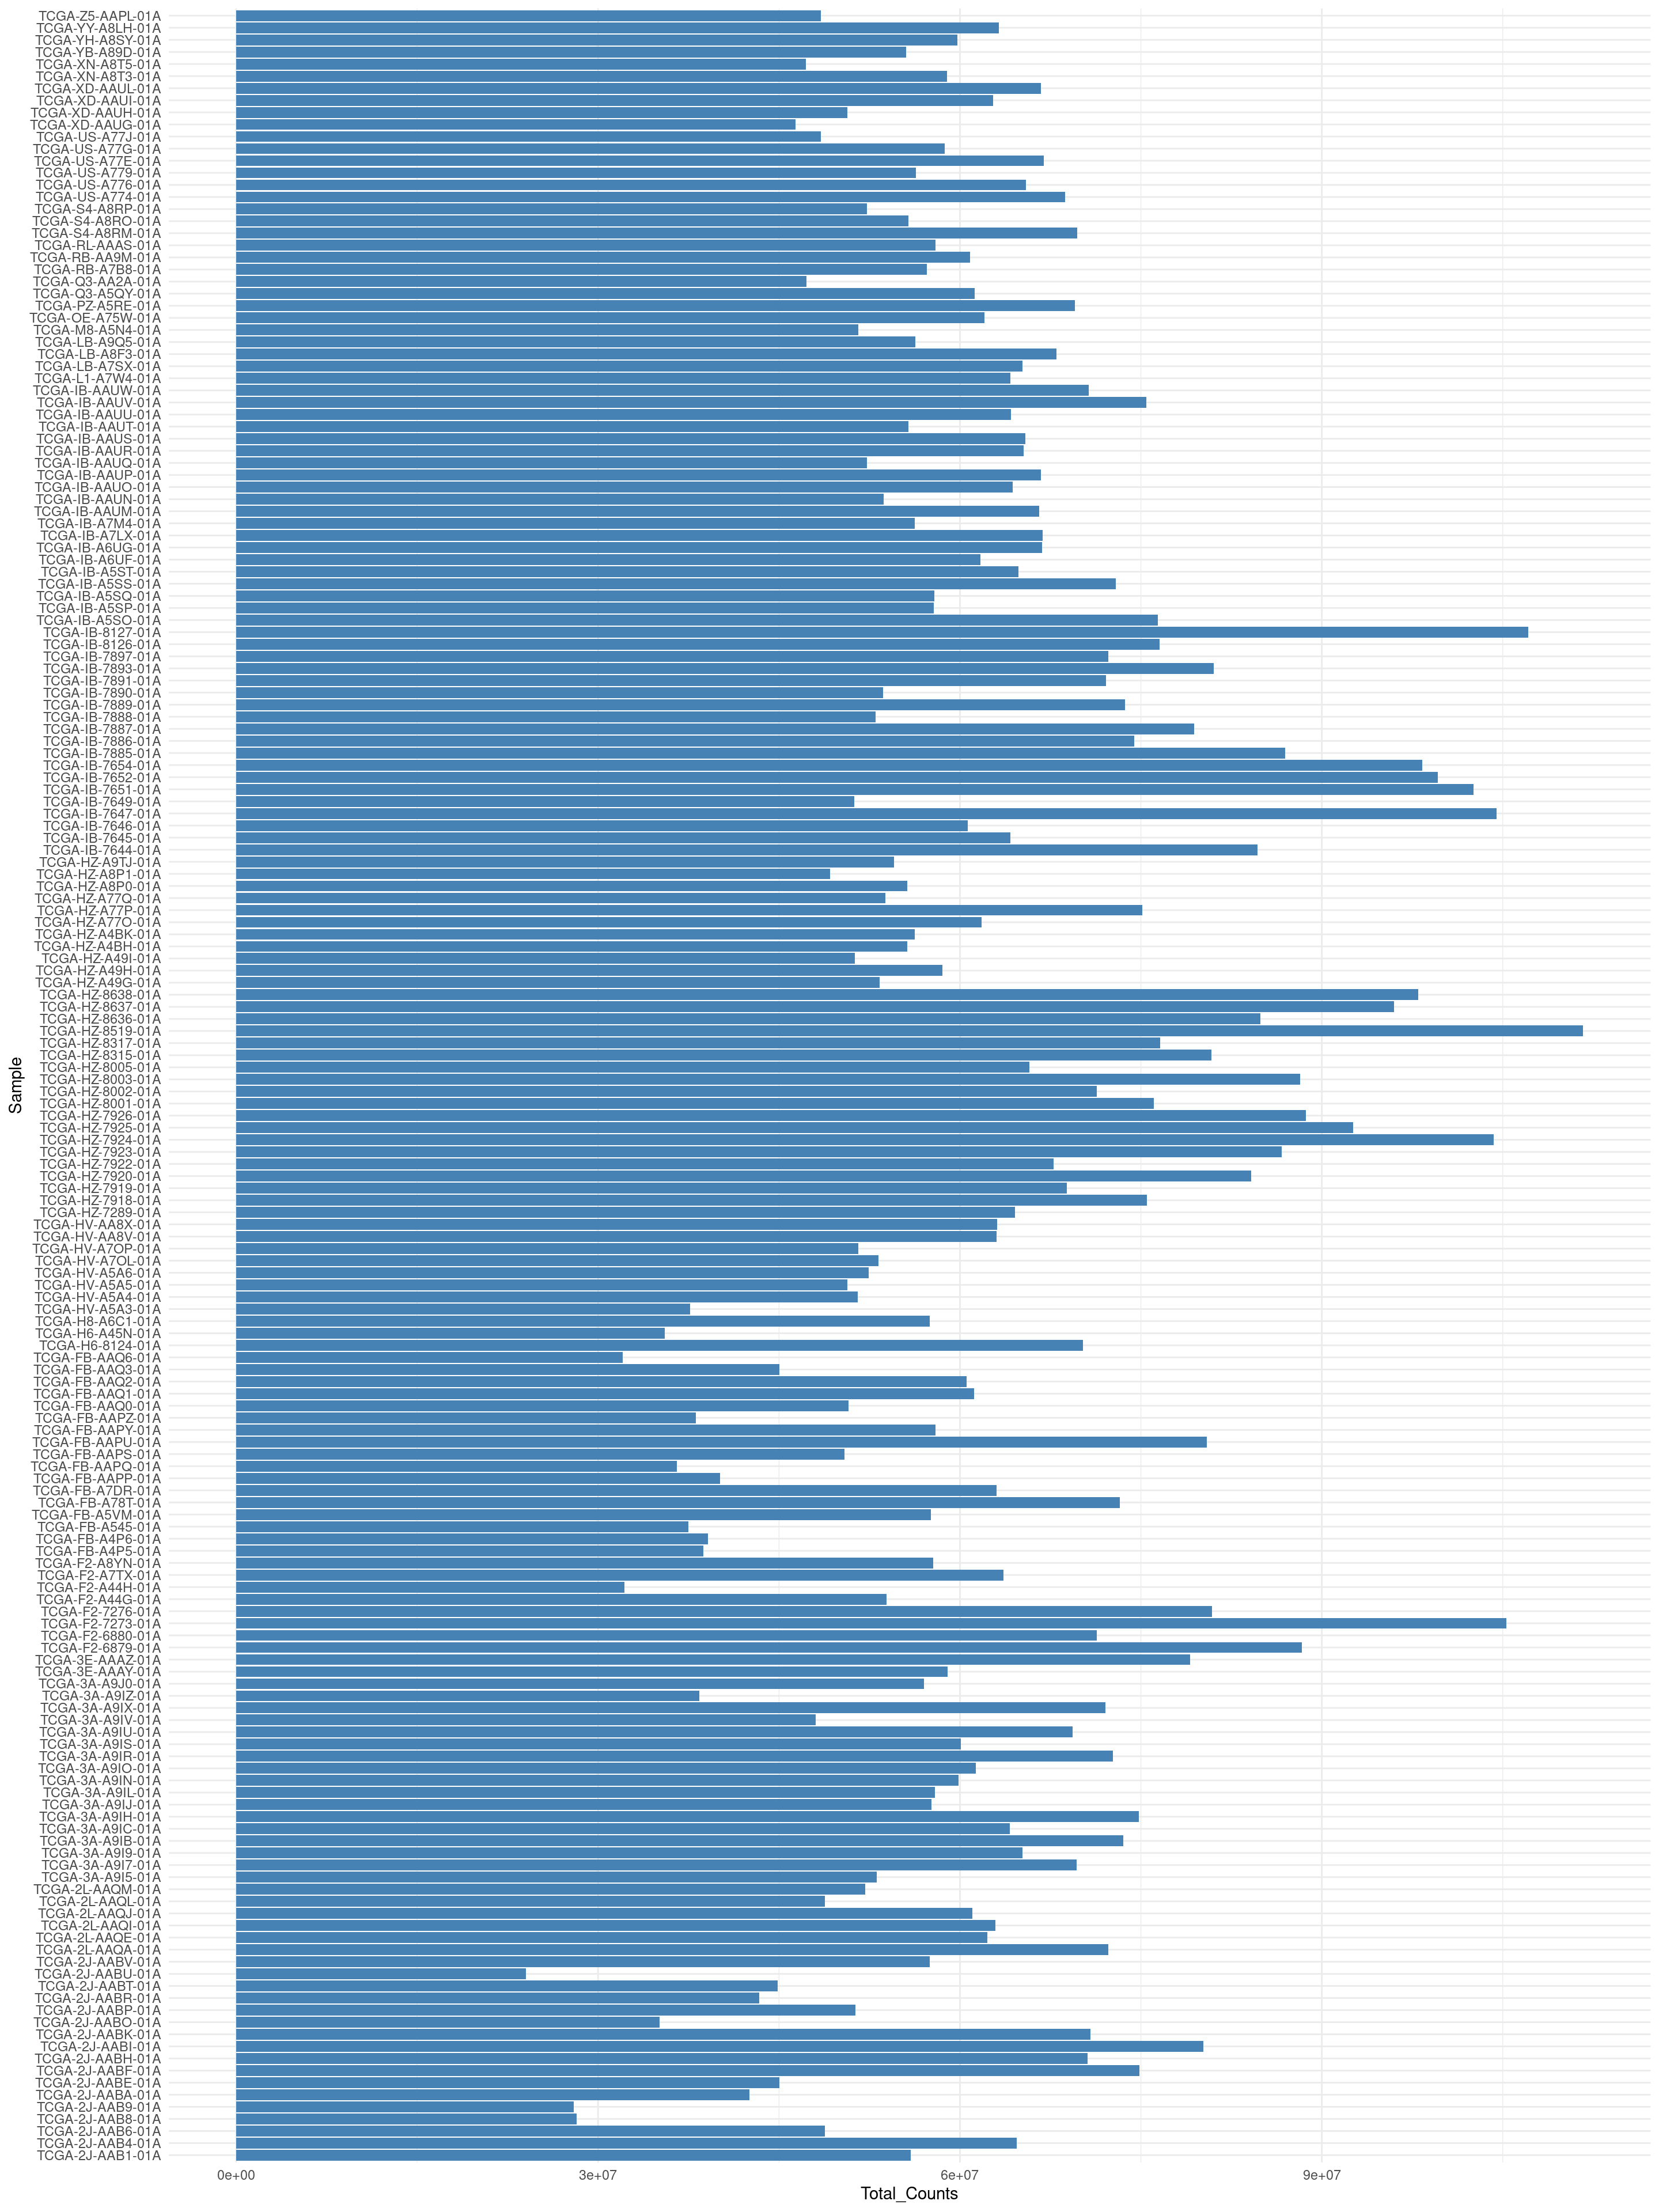 Sample
TCGA-Z5-AAPL-01A
TCGA-YY-A8LH-01A
TCGA-YH-A8SY-01A
TCGA-YB-A89D-01A
TCGA-XN-A8T5-01A
TCGA-XN-A8T3-01A
TCGA-XD-AAUL-01A
TCGA-XD-AAUI-01A
TCGA-XD-AAUH-01A
TCGA-XD-AAUG-01A
TCGA-US-A77J-01A
TCGA-US-A77G-01A
TCGA-US-A77E-01A
TCGA-US-A779-01A
TCGA-US-A776-01A
TCGA-US-A774-01A
TCGA-S4-A8RP-01A
TCGA-S4-A8RO-01A
TCGA-S4-A8RM-01A
TCGA-RL-AAAS-01A
TCGA-RB-AA9M-01A
TCGA-RB-A7B8-01A
TCGA-Q3-AA2A-01A
TCGA-Q3-A5QY-01A
TCGA-PZ-A5RE-01A
TCGA-OE-A75W-01A
TCGA-M8-A5N4-01A
TCGA-LB-A9Q5-01A
TCGA-LB-A8F3-01A
TCGA-LB-A7SX-01A
TCGA-L1-A7W4-01A
TCGA-IB-AAUW-01A
TCGA-IB-AAUV-01A
TCGA-IB-AAUU-01A
TCGA-IB-AAUT-01A
TCGA-IB-AAUS-01A
TCGA-IB-AAUR-01A
TCGA-IB-AAUQ-01A
TCGA-IB-AAUP-01A
TCGA-IB-AAUO-01A
TCGA-IB-AAUN-01A
TCGA-IB-AAUM-01A
TCGA-IB-A7M4-01A
TCGA-IB-A7LX-01A
TCGA-IB-A6UG-01A
TCGA-IB-A6UF-01A
TCGA-IB-A5ST-01A
TCGA-IB-A5SS-01A
TCGA-IB-A5SQ-01A
TCGA-IB-A5SP-01A
TCGA-IB-A5SO-01A
TCGA-IB-8127-01A
TCGA-IB-8126-01A
TCGA-IB-7897-01A
TCGA-IB-7893-01A
TCGA-IB-7891-01A
TCGA-IB-7890-01A
TCGA-IB-7889-01A
TCGA-IB-7888-01A
TCGA-IB-7887-01A
TCGA-IB-7886-01A
TCGA-IB-7885-01A
TCGA-IB-7654-01A
TCGA-IB-7652-01A
TCGA-IB-7651-01A
TCGA-IB-7649-01A
TCGA-IB-7647-01A
TCGA-IB-7646-01A
TCGA-IB-7645-01A
TCGA-IB-7644-01A
TCGA-HZ-A9TJ-01A
TCGA-HZ-A8P1-01A
TCGA-HZ-A8P0-01A
TCGA-HZ-A77Q-01A
TCGA-HZ-A77P-01A
TCGA-HZ-A77O-01A
TCGA-HZ-A4BK-01A
TCGA-HZ-A4BH-01A
TCGA-HZ-A49I-01A
TCGA-HZ-A49H-01A
TCGA-HZ-A49G-01A
TCGA-HZ-8638-01A
TCGA-HZ-8637-01A
TCGA-HZ-8636-01A
TCGA-HZ-8519-01A
TCGA-HZ-8317-01A
TCGA-HZ-8315-01A
TCGA-HZ-8005-01A
TCGA-HZ-8003-01A
TCGA-HZ-8002-01A
TCGA-HZ-8001-01A
TCGA-HZ-7926-01A
TCGA-HZ-7925-01A
TCGA-HZ-7924-01A
TCGA-HZ-7923-01A
TCGA-HZ-7922-01A
TCGA-HZ-7920-01A
TCGA-HZ-7919-01A
TCGA-HZ-7918-01A
TCGA-HZ-7289-01A
TCGA-HV-AA8X-01A
TCGA-HV-AA8V-01A
TCGA-HV-A7OP-01A
TCGA-HV-A7OL-01A
TCGA-HV-A5A6-01A
TCGA-HV-A5A5-01A
TCGA-HV-A5A4-01A
TCGA-HV-A5A3-01A
TCGA-H8-A6C1-01A
TCGA-H6-A45N-01A
TCGA-H6-8124-01A
TCGA-FB-AAQ6-01A
TCGA-FB-AAQ3-01A
TCGA-FB-AAQ2-01A
TCGA-FB-AAQ1-01A
TCGA-FB-AAQ0-01A
TCGA-FB-AAPZ-01A
TCGA-FB-AAPY-01A
TCGA-FB-AAPU-01A
TCGA-FB-AAPS-01A
TCGA-FB-AAPQ-01A
TCGA-FB-AAPP-01A
TCGA-FB-A7DR-01A
TCGA-FB-A78T-01A
TCGA-FB-A5VM-01A
TCGA-FB-A545-01A
TCGA-FB-A4P6-01A
TCGA-FB-A4P5-01A
TCGA-F2-A8YN-01A
TCGA-F2-A7TX-01A
TCGA-F2-A44H-01A
TCGA-F2-A44G-01A
TCGA-F2-7276-01A
TCGA-F2-7273-01A
TCGA-F2-6880-01A
TCGA-F2-6879-01A
TCGA-3E-AAAZ-01A
TCGA-3E-AAAY-01A
TCGA-3A-A9J0-01A
TCGA-3A-A9IZ-01A
TCGA-3A-A9IX-01A
TCGA-3A-A9IV-01A
TCGA-3A-A9IU-01A
TCGA-3A-A9IS-01A
TCGA-3A-A9IR-01A
TCGA-3A-A9IO-01A
TCGA-3A-A9IN-01A
TCGA-3A-A9IL-01A
TCGA-3A-A9IJ-01A
TCGA-3A-A9IH-01A
TCGA-3A-A9IC-01A
TCGA-3A-A9IB-01A
TCGA-3A-A9I9-01A
TCGA-3A-A9I7-01A
TCGA-3A-A9I5-01A
TCGA-2L-AAQM-01A
TCGA-2L-AAQL-01A
TCGA-2L-AAQJ-01A
TCGA-2L-AAQI-01A
TCGA-2L-AAQE-01A
TCGA-2L-AAQA-01A
TCGA-2J-AABV-01A
TCGA-2J-AABU-01A
TCGA-2J-AABT-01A
TCGA-2J-AABR-01A
TCGA-2J-AABP-01A
TCGA-2J-AABO-01A
TCGA-2J-AABK-01A
TCGA-2J-AABI-01A
TCGA-2J-AABH-01A
TCGA-2J-AABF-01A
TCGA-2J-AABE-01A
TCGA-2J-AABA-01A
TCGA-2J-AAB9-01A
TCGA-2J-AAB8-01A
TCGA-2J-AAB6-01A
TCGA-2J-AAB4-01A
TCGA-2J-AAB1-01A
0e+00 3e+07 6e+07 9e+07
Total_Counts